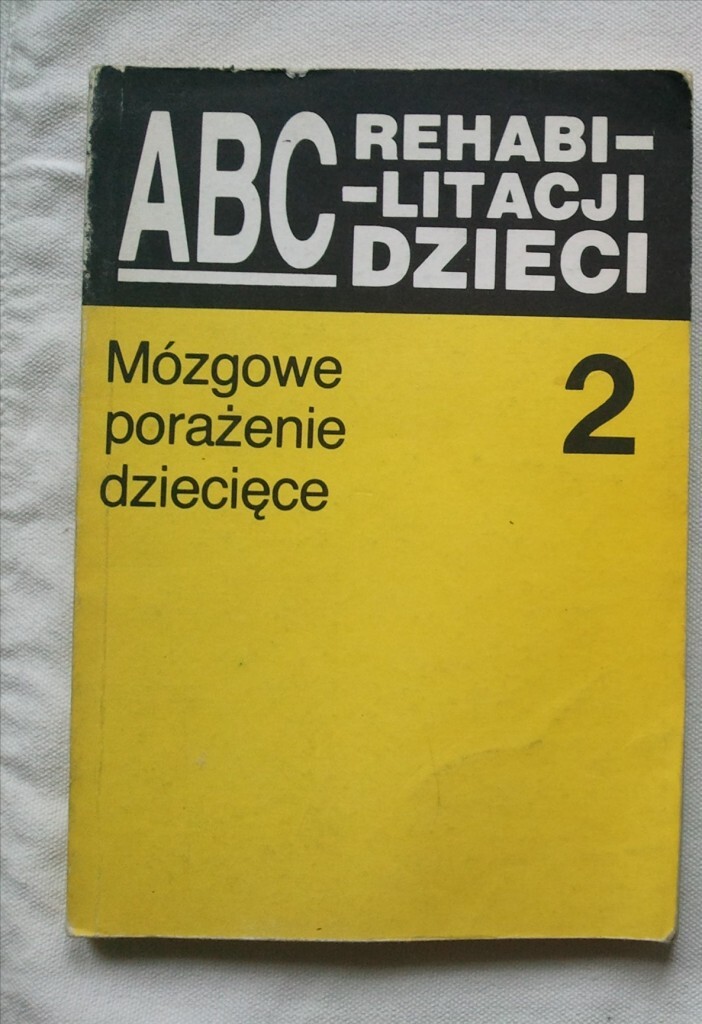 ABC REHABI-
-LITACJI
DZIECI
Mózgowe
porażenie
dziecięce
2